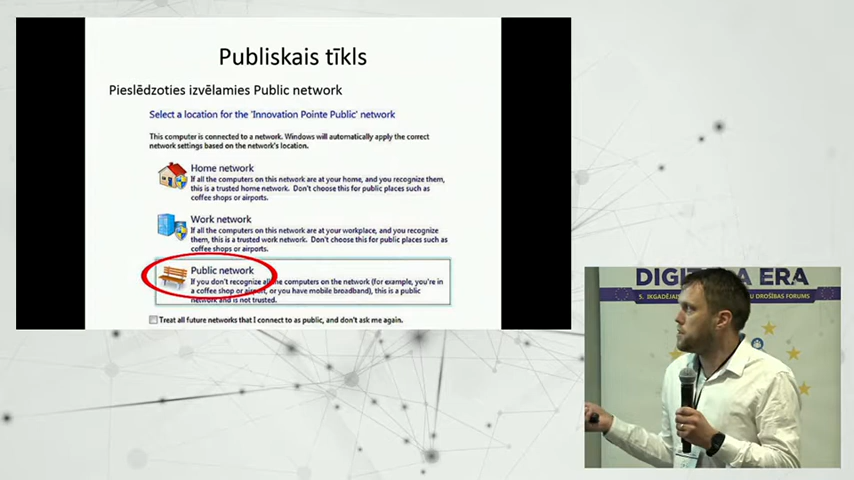 Publiskais tīkls
Pieslēdzoties izvēlamies Public network
Select a location for the 'Innovation Pointe Public' network
This computer is connected to a network. Windows will automatically apply the correct
network settings based on the network's location.
Home network
If all the computers on this network are at your home, and you recognize them,
this is a trusted home network. Don't choose this for public places such as
coffee shops or airports.
Work network
If all the computers on this network are at your workplace, and you recognize
them, this is a trusted work network. Don't choose this for public places such as
coffee shops or airports.
Public network
If you don't recognize all the computers on the network (for example, you're in
a coffee shop or airport, or you have mobile broadband), this is a public
network and is not trusted.
Treat all future networks that I connect to as public, and don't ask me again.
ERA
5. IKGADĒJAIS
DROŠĪBAS FORUMS